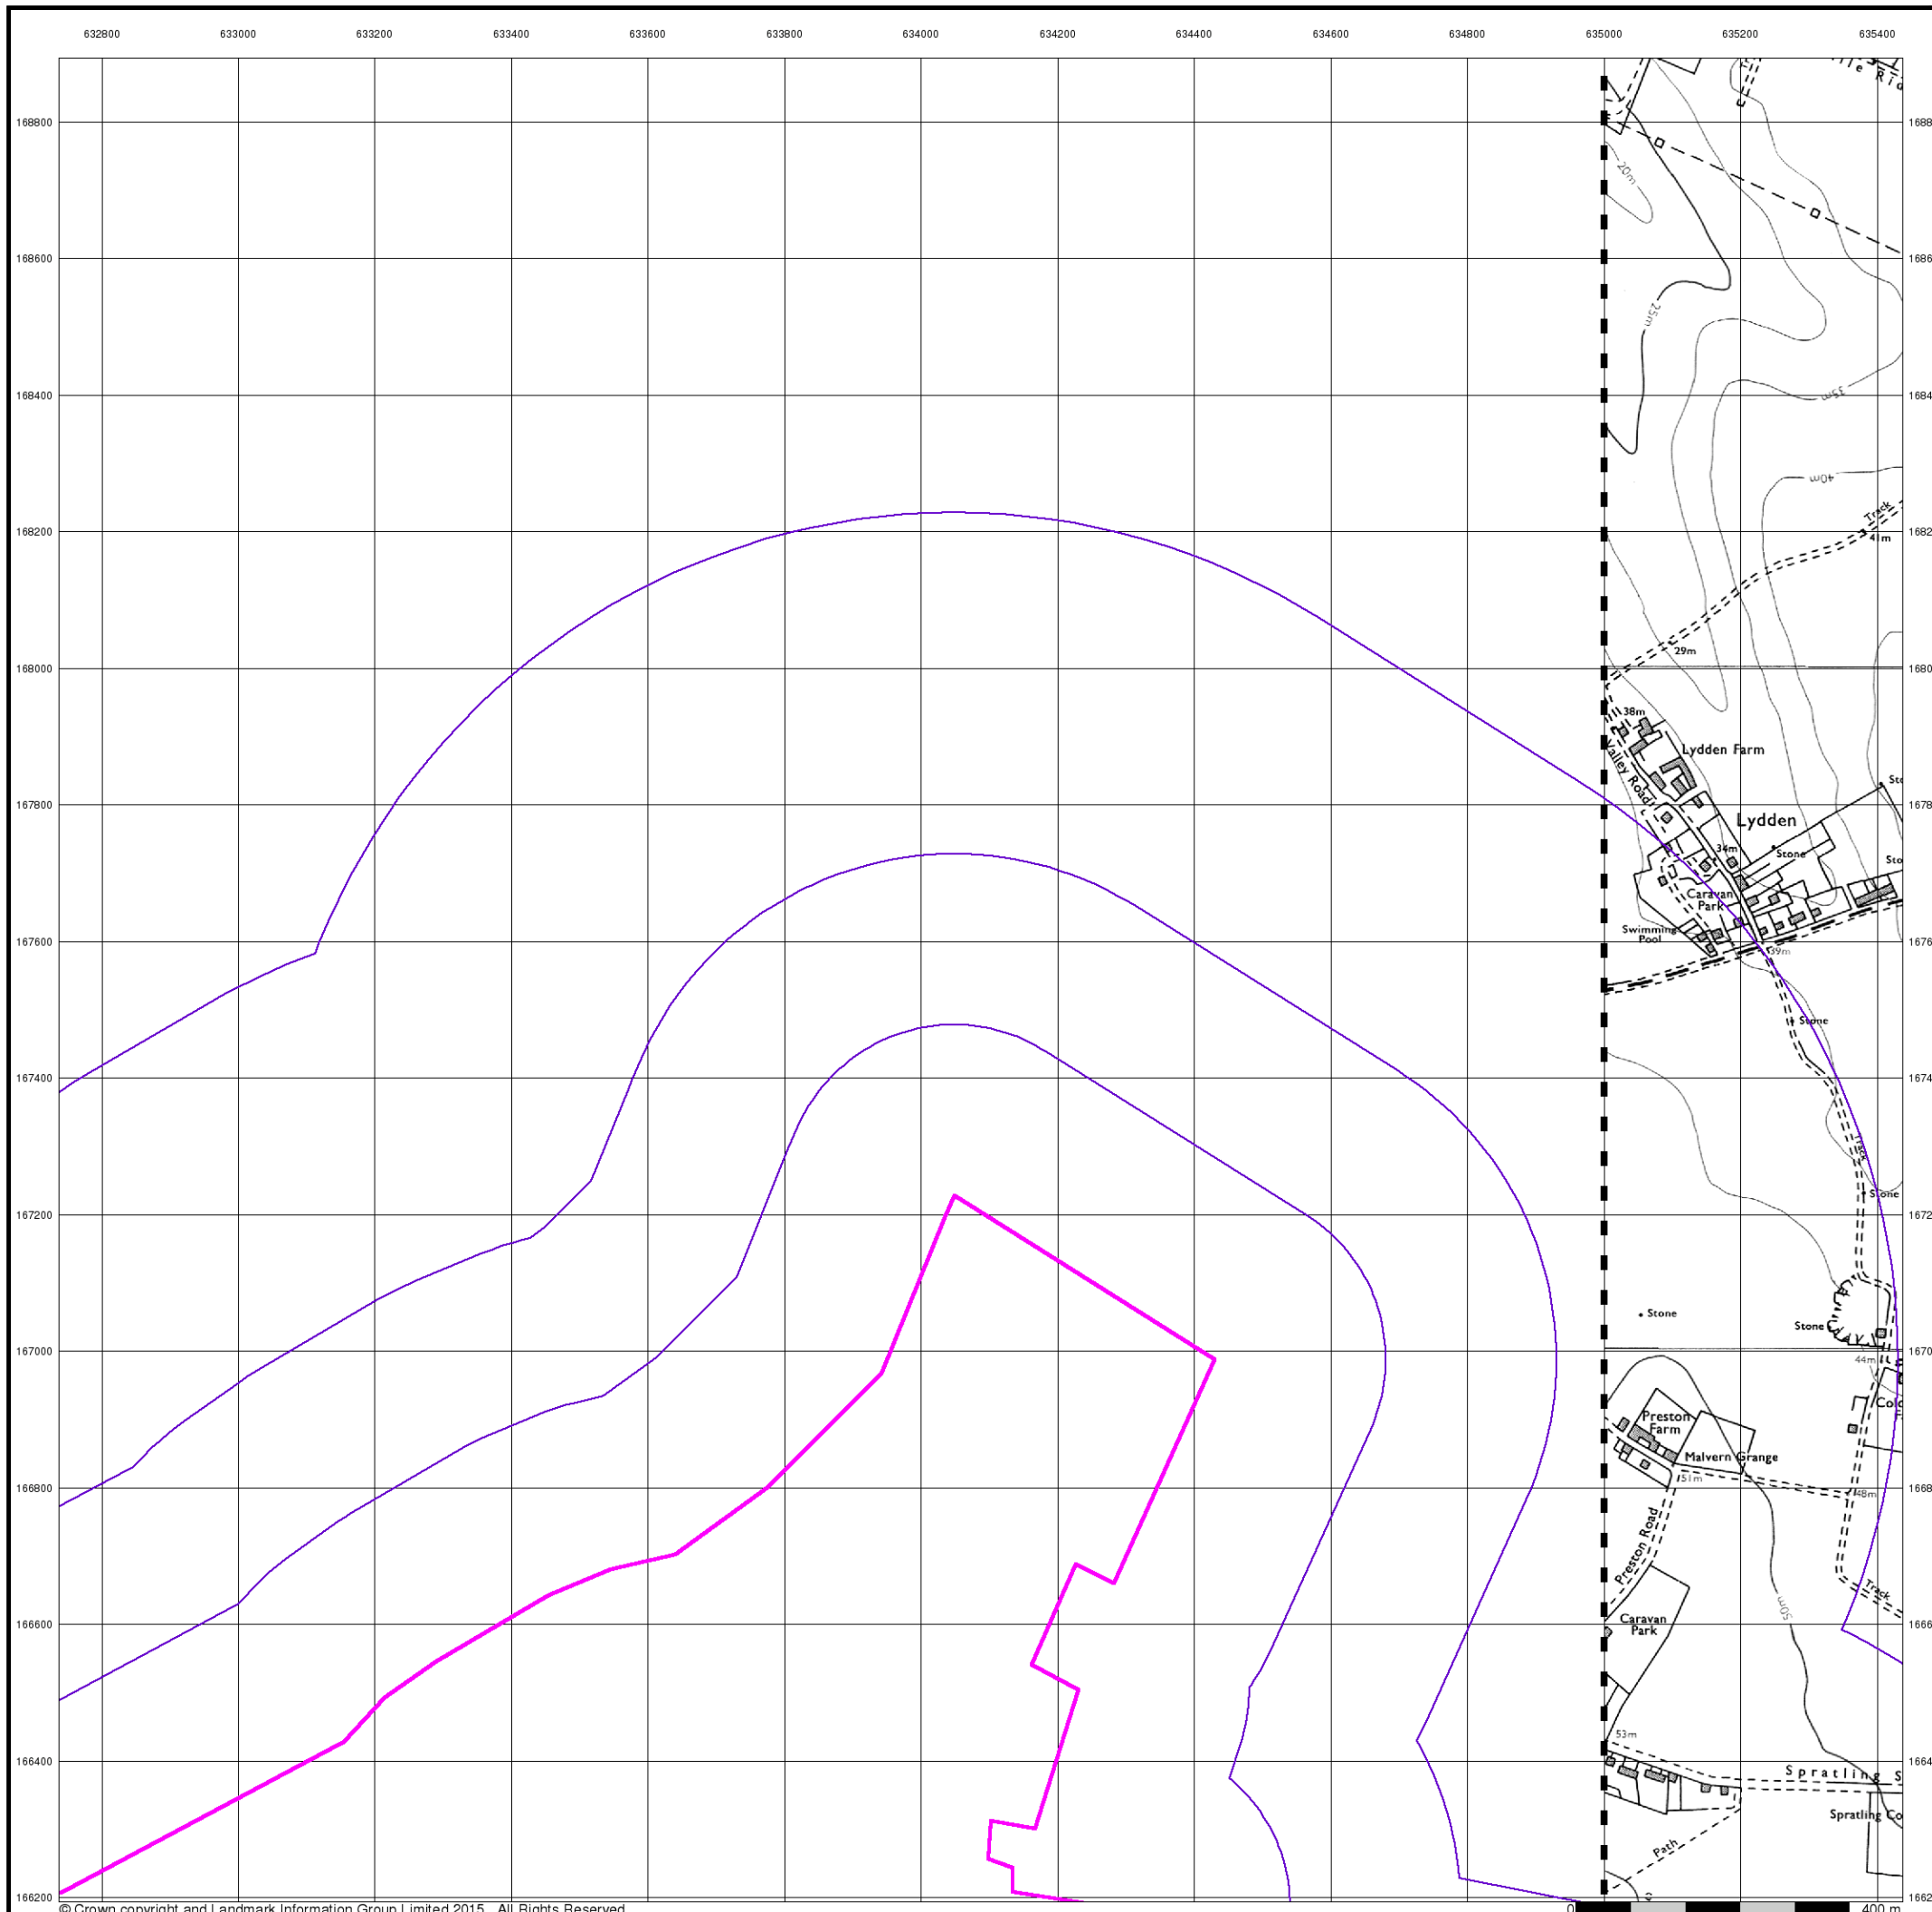 632800 633000 633200 633400 633600 633800 634000 634200 634400 634600 634800 635000 635200 635400
168800
20m
168600
25m
168400
35m
40m
168200
Track
41m
168000
29m
38m
Lydden Farm
Valley Road
167800
Lydden
34m
Stone
Caravan
Park
167600
Swimming
Pool
39m
Stone
167400
Track
167200
Stone
Stone
Stone
167000
44m
Preston
Farm
Malvern Grange
51m
166800
48m
Preston Road
Track
166600
Caravan
Park
50m
53m
166400
Spratling S
Spratling Co
Path
166200
© Crown copyright and Landmark Information Group Limited 2015. All Rights Reserved.
0 400 m